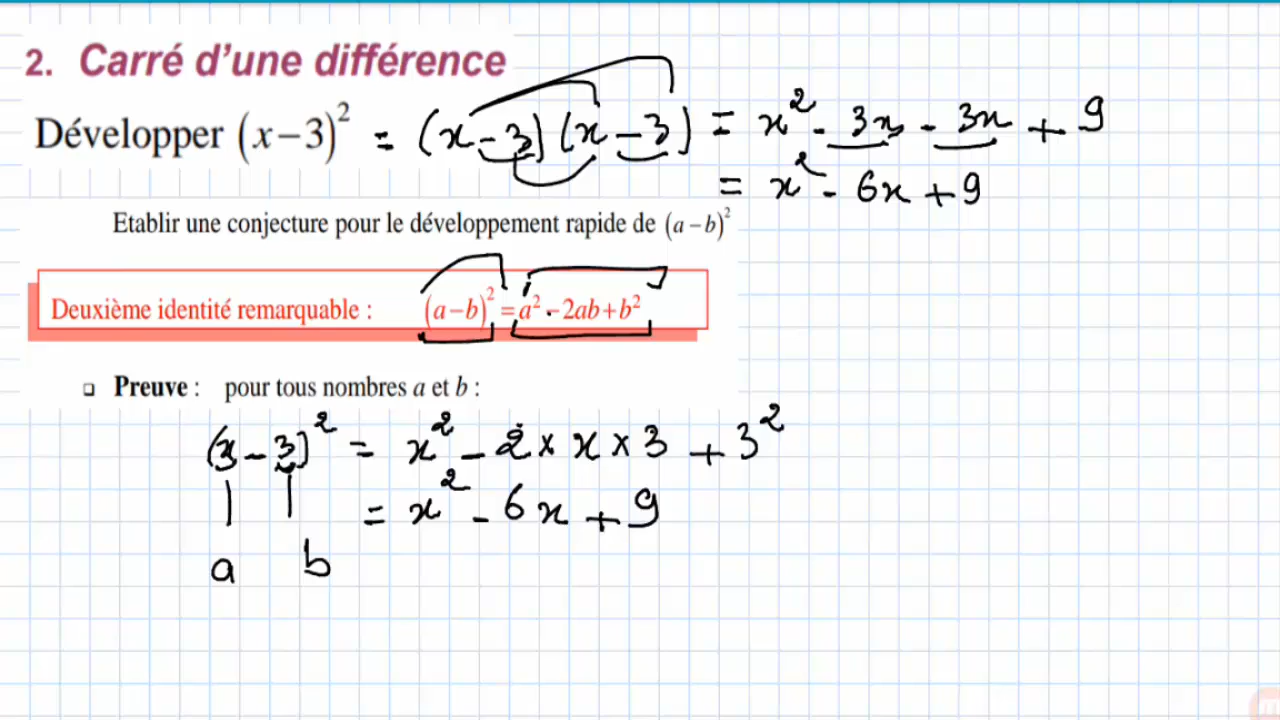 2. Carré d'une différence
Développer (x−3)² = (x−3)(x−3) = x² - 3x - 3x + 9
= x² - 6x + 9
Etablir une conjecture pour le développement rapide de (a−b)²
Deuxième identité remarquable : (a−b)² = a² −2ab+b²
❑ Preuve : pour tous nombres a et b :
(x−3)² = x² − 2 × x × 3 + 3²
= x² - 6x + 9
a b